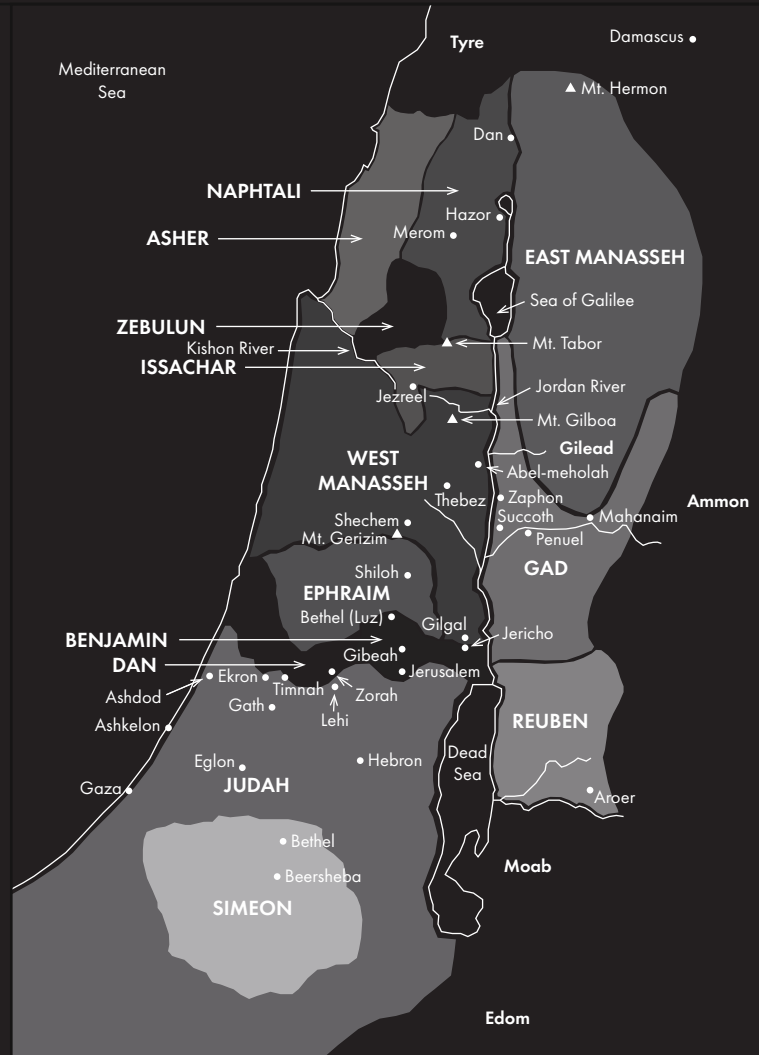 Tyre
Damascus
Mediterranean
Sea
Mt. Hermon
Dan
NAPHTALI
Hazor
Merom
ASHER
EAST MANASSEH
Sea of Galilee
ZEBULUN
Kishon River
Mt. Tabor
ISSACHAR
Jordan River
Jezreel
Mt. Gilboa
Gilead
WEST
MANASSEH
Abel-meholah
Thebez
Zaphon
Ammon
Succoth
Mahanaim
Shechem
Mt. Gerizim
Penuel
GAD
Shiloh
EPHRAIM
Bethel (Luz)
Gilgal
BENJAMIN
Jericho
Gibeah
DAN
Jerusalem
Ekron
Timnah
Zorah
Ashdod
Gath
Lehi
REUBEN
Ashkelon
Dead
Sea
Hebron
Eglon
JUDAH
Gaza
Aroer
Bethel
Moab
Beersheba
SIMEON
Edom